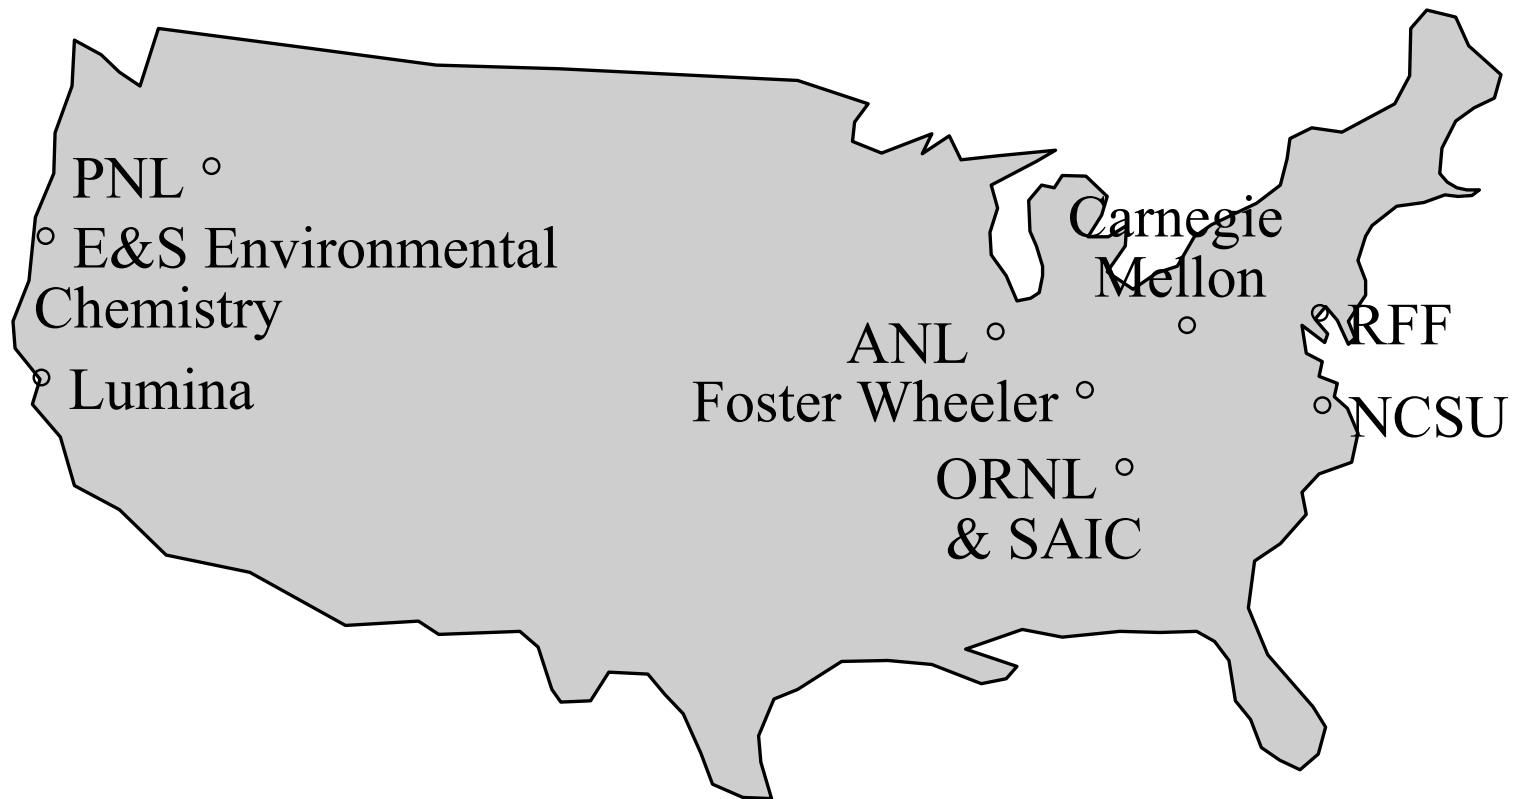 PNL
E&S Environmental
Chemistry
Lumina
Carnegie
Mellon
ANL
Foster Wheeler
ORNL
& SAIC
RFF
NCSU